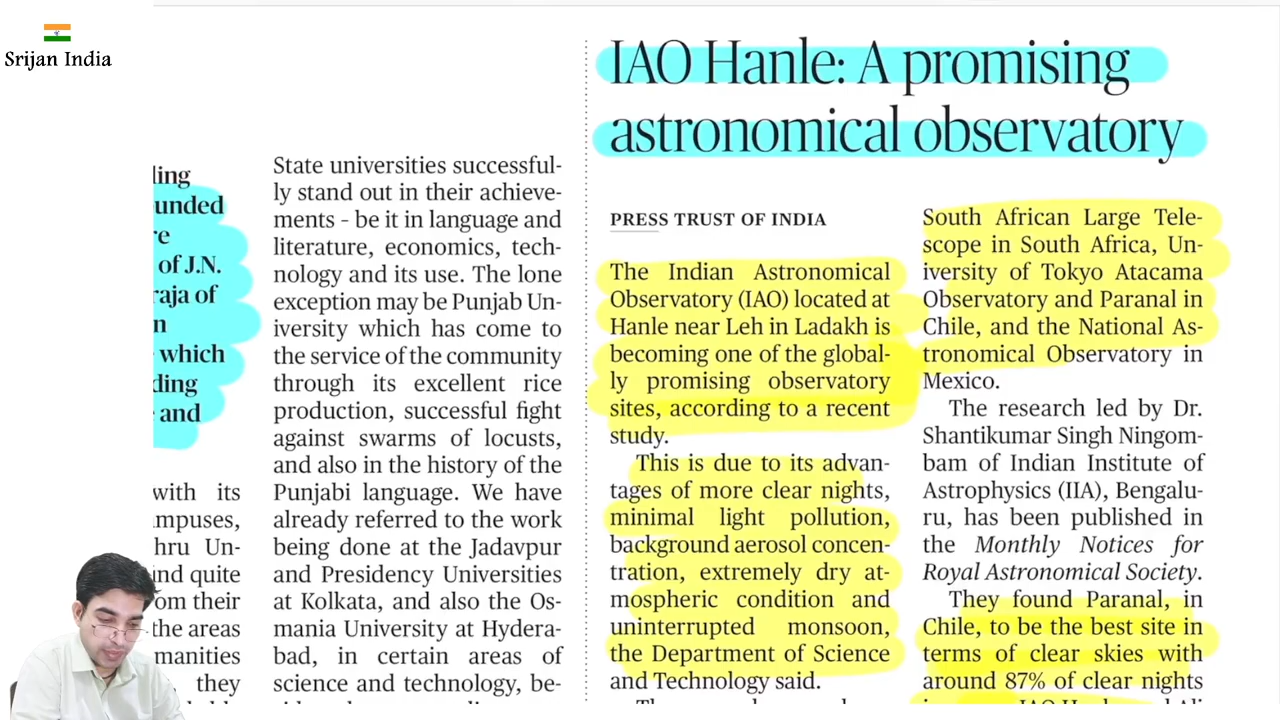 Srijan India
ling
unded
re
of J.N.
raja of
n
which
ding
and
with its
mpuses,
hru Un-
ind quite
om their
the areas
manities
they
State universities successful-
ly stand out in their achieve-
ments - be it in language and
literature, economics, tech-
nology and its use. The lone
exception may be Punjab Un-
iversity which has come to
the service of the community
through its excellent rice
production, successful fight
against swarms of locusts,
and also in the history of the
Punjabi language. We have
already referred to the work
being done at the Jadavpur
and Presidency Universities
at Kolkata, and also the Os-
mania University at Hydera-
bad, in certain areas of
science and technology, be-
IAO Hanle: A promising
astronomical observatory
PRESS TRUST OF INDIA
The Indian Astronomical
Observatory (IAO) located at
Hanle near Leh in Ladakh is
becoming one of the global-
ly promising observatory
sites, according to a recent
study.
This is due to its advan-
tages of more clear nights,
minimal light pollution,
background aerosol concen-
tration, extremely dry at-
mospheric condition and
uninterrupted monsoon,
the Department of Science
and Technology said.
South African Large Tele-
scope in South Africa, Un-
iversity of Tokyo Atacama
Observatory and Paranal in
Chile, and the National As-
tronomical Observatory in
Mexico.
The research led by Dr.
Shantikumar Singh Ningom-
bam of Indian Institute of
Astrophysics (IIA), Bengalu-
ru, has been published in
the Monthly Notices for
Royal Astronomical Society.
They found Paranal, in
Chile, to be the best site in
terms of clear skies with
around 87% of clear nights